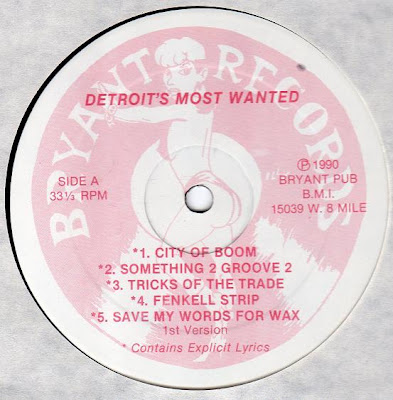 BRYANT RECORDS
DETROIT'S MOST WANTED
SIDE A
33⅓ RPM
℗ 1990
BRYANT PUB
B.M.I.
15039 W. 8 MILE
*1. CITY OF BOOM
*2. SOMETHING 2 GROOVE 2
*3. TRICKS OF THE TRADE
*4. FENKELL STRIP
*5. SAVE MY WORDS FOR WAX
1st Version
* Contains Explicit Lyrics